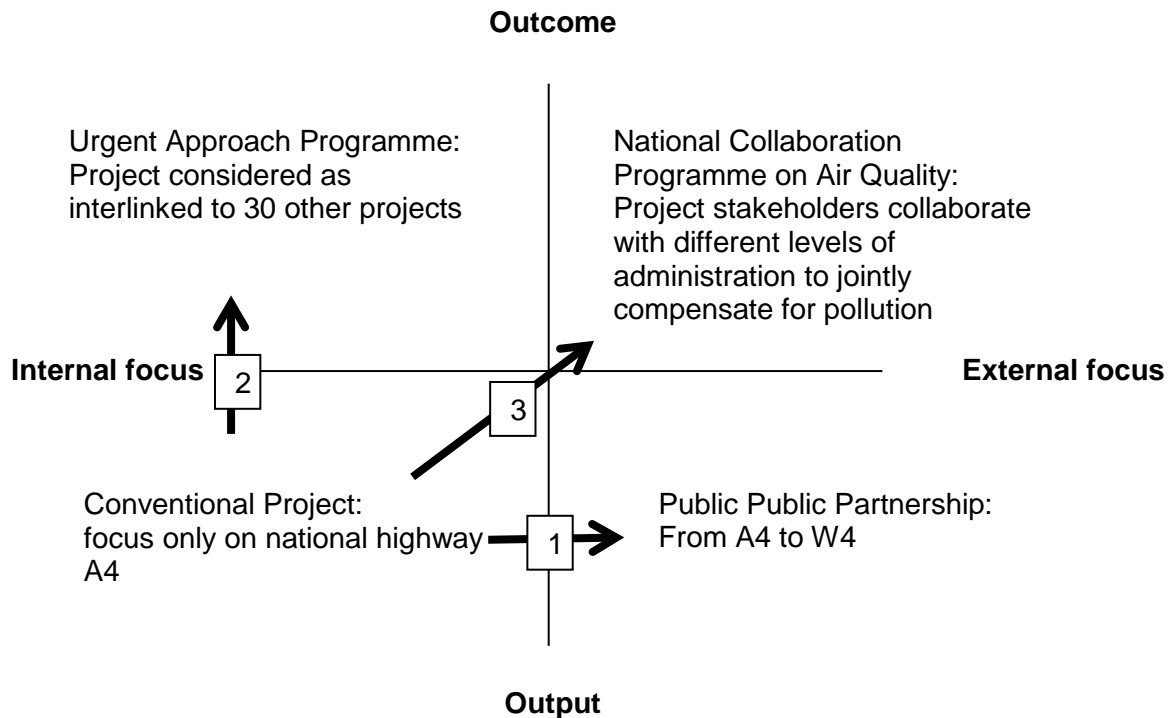 Outcome
Urgent Approach Programme:
Project considered as
interlinked to 30 other projects
National Collaboration
Programme on Air Quality:
Project stakeholders collaborate
with different levels of
administration to jointly
compensate for pollution
Internal focus
2
External focus
3
Conventional Project:
focus only on national highway
A4
1
Public Public Partnership:
From A4 to W4
Output